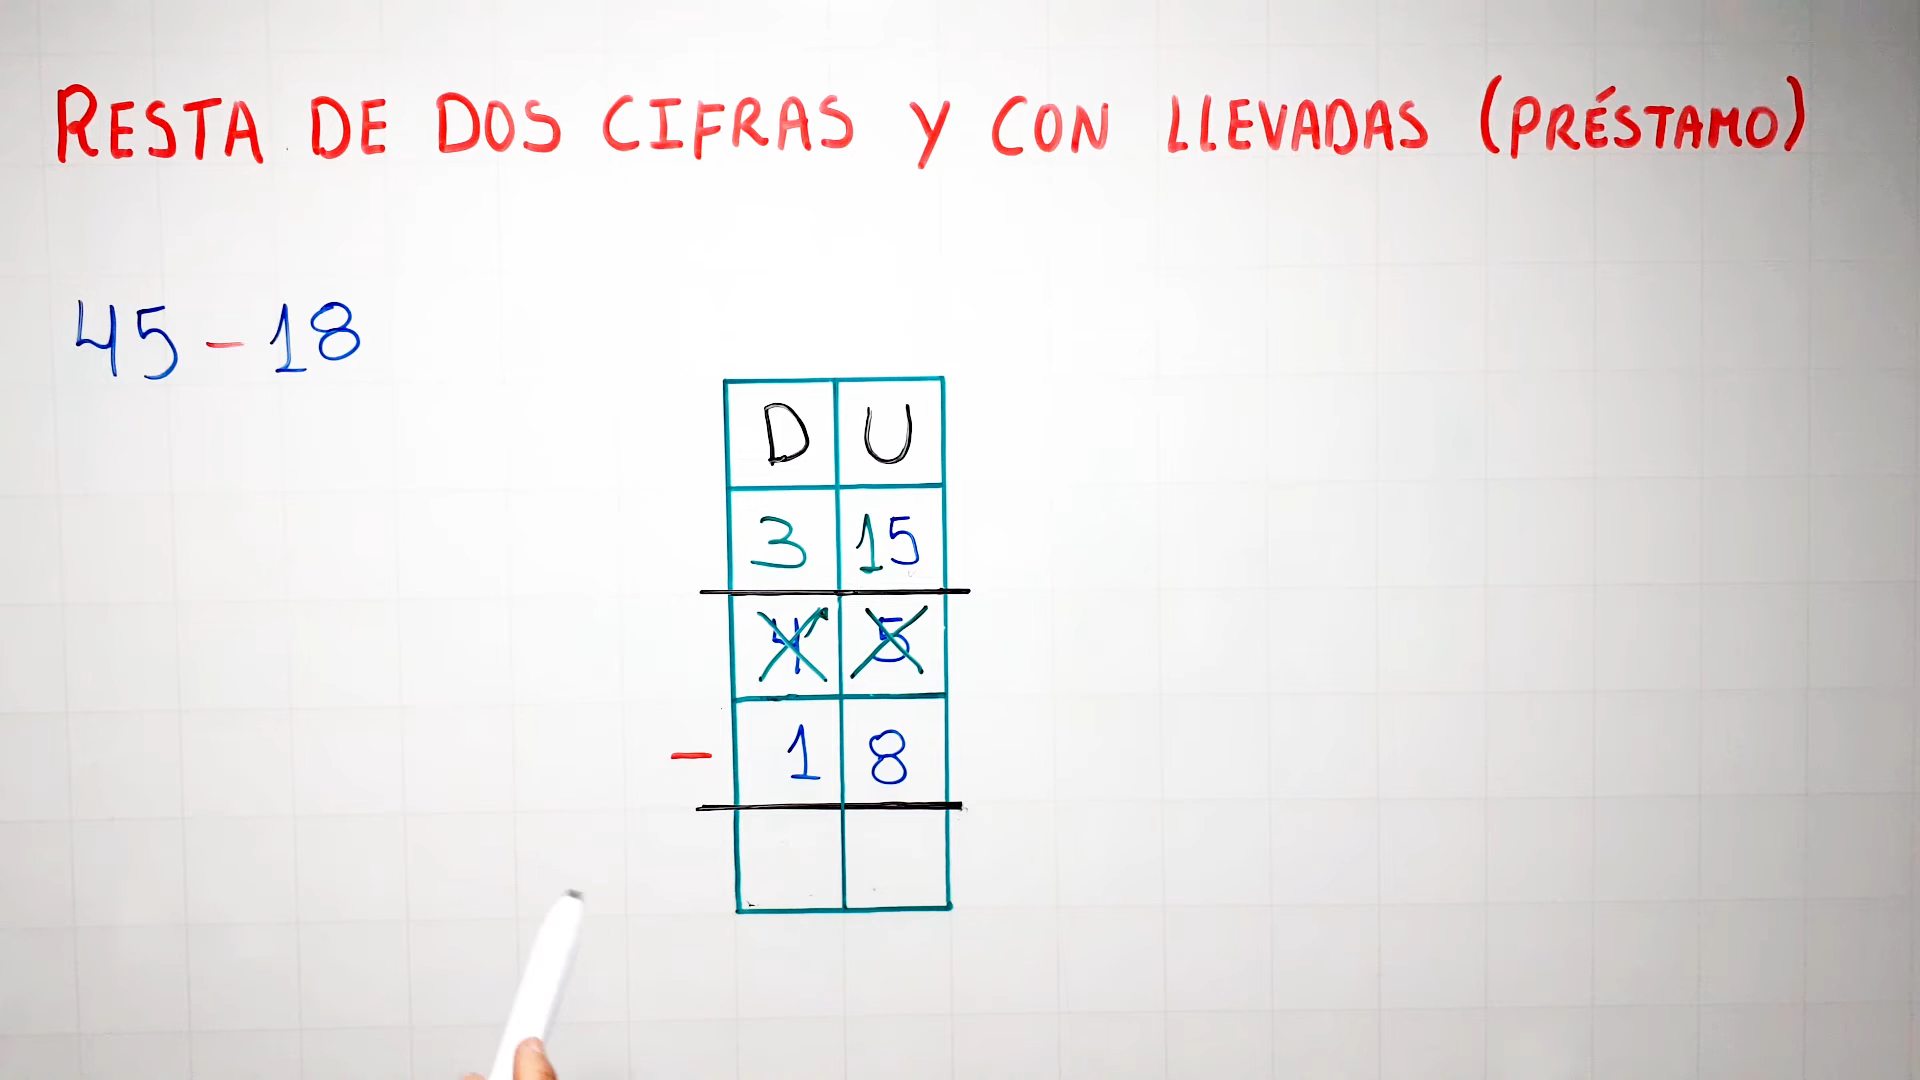 RESTA DE DOS CIFRAS Y CON LLEVADAS (PRÉSTAMO)
45 - 18
D U
3 15
4 5
- 1 8